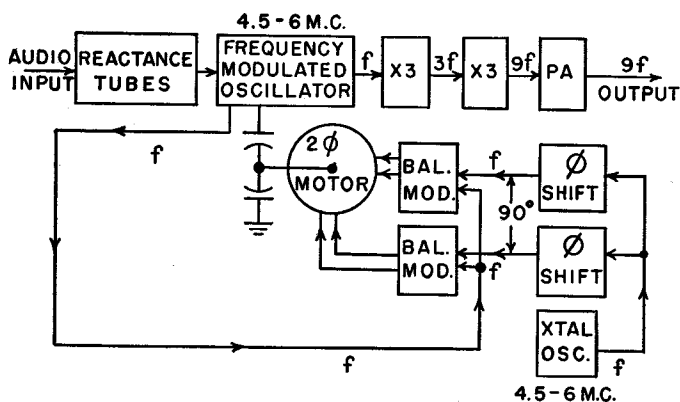 4.5-6 M.C.
AUDIO
INPUT
REACTANCE
TUBES
FREQUENCY
MODULATED
OSCILLATOR
f
X3
3f
X3
9f
PA
9f
OUTPUT
f
2Ø
MOTOR
BAL.
MOD.
f
Ø
SHIFT
90°
BAL.
MOD.
f
Ø
SHIFT
XTAL
OSC.
f
f
4.5-6 M.C.